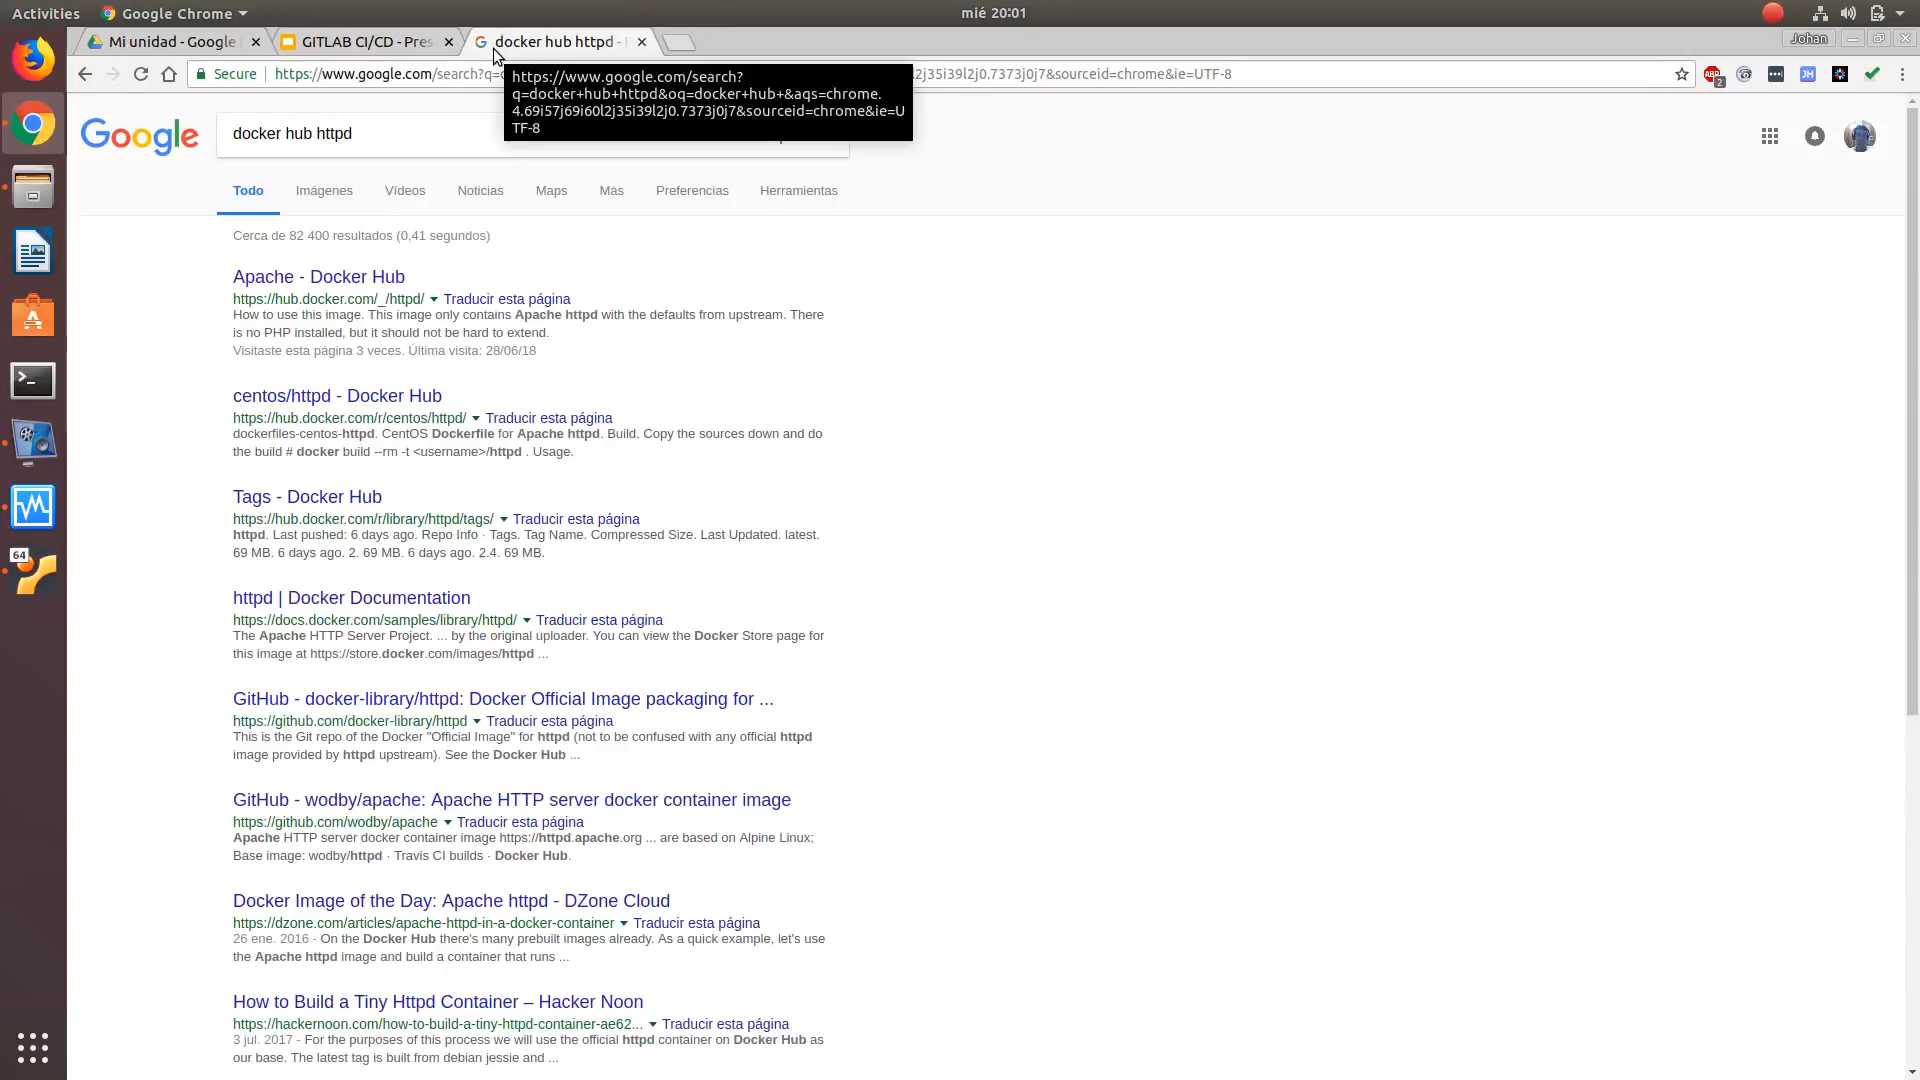 Activities Google Chrome mié 20:01
Mi unidad - Google GITLAB CI/CD - Pres docker hub httpd - Johan
Secure https://www.google.com/search?q= l2j35i39l2j0.7373j0j7&sourceid=chrome&ie=UTF-8 ABP 2 JH
https://www.google.com/search?
q=docker+hub+httpd&oq=docker+hub+&aqs=chrome.
4.69i57j69i60l2j35i39l2j0.7373j0j7&sourceid=chrome&ie=U
TF-8
Google docker hub httpd
Todo Imágenes Vídeos Noticias Maps Más Preferencias Herramientas
Cerca de 82 400 resultados (0,41 segundos)
Apache - Docker Hub
https://hub.docker.com/_/httpd/ Traducir esta página
How to use this image. This image only contains Apache httpd with the defaults from upstream. There
is no PHP installed, but it should not be hard to extend.
Visitaste esta página 3 veces. Última visita: 28/06/18
centos/httpd - Docker Hub
https://hub.docker.com/r/centos/httpd/ Traducir esta página
dockerfiles-centos-httpd. CentOS Dockerfile for Apache httpd. Build. Copy the sources down and do
the build # docker build --rm -t <username>/httpd . Usage.
Tags - Docker Hub
https://hub.docker.com/r/library/httpd/tags/ Traducir esta página
httpd. Last pushed: 6 days ago. Repo Info · Tags. Tag Name. Compressed Size. Last Updated. latest.
69 MB. 6 days ago. 2. 69 MB. 6 days ago. 2.4. 69 MB.
64
httpd | Docker Documentation
https://docs.docker.com/samples/library/httpd/ Traducir esta página
The Apache HTTP Server Project. ... by the original uploader. You can view the Docker Store page for
this image at https://store.docker.com/images/httpd ...
GitHub - docker-library/httpd: Docker Official Image packaging for ...
https://github.com/docker-library/httpd Traducir esta página
This is the Git repo of the Docker "Official Image" for httpd (not to be confused with any official httpd
image provided by httpd upstream). See the Docker Hub ...
GitHub - wodby/apache: Apache HTTP server docker container image
https://github.com/wodby/apache Traducir esta página
Apache HTTP server docker container image https://httpd.apache.org ... are based on Alpine Linux;
Base image: wodby/httpd · Travis CI builds · Docker Hub.
Docker Image of the Day: Apache httpd - DZone Cloud
https://dzone.com/articles/apache-httpd-in-a-docker-container Traducir esta página
26 ene. 2016 - On the Docker Hub there's many prebuilt images already. As a quick example, let's use
the Apache httpd image and build a container that runs ...
How to Build a Tiny Httpd Container – Hacker Noon
https://hackernoon.com/how-to-build-a-tiny-httpd-container-ae62... Traducir esta página
3 jul. 2017 - For the purposes of this process we will use the official httpd container on Docker Hub as
our base. The latest tag is built from debian jessie and ...